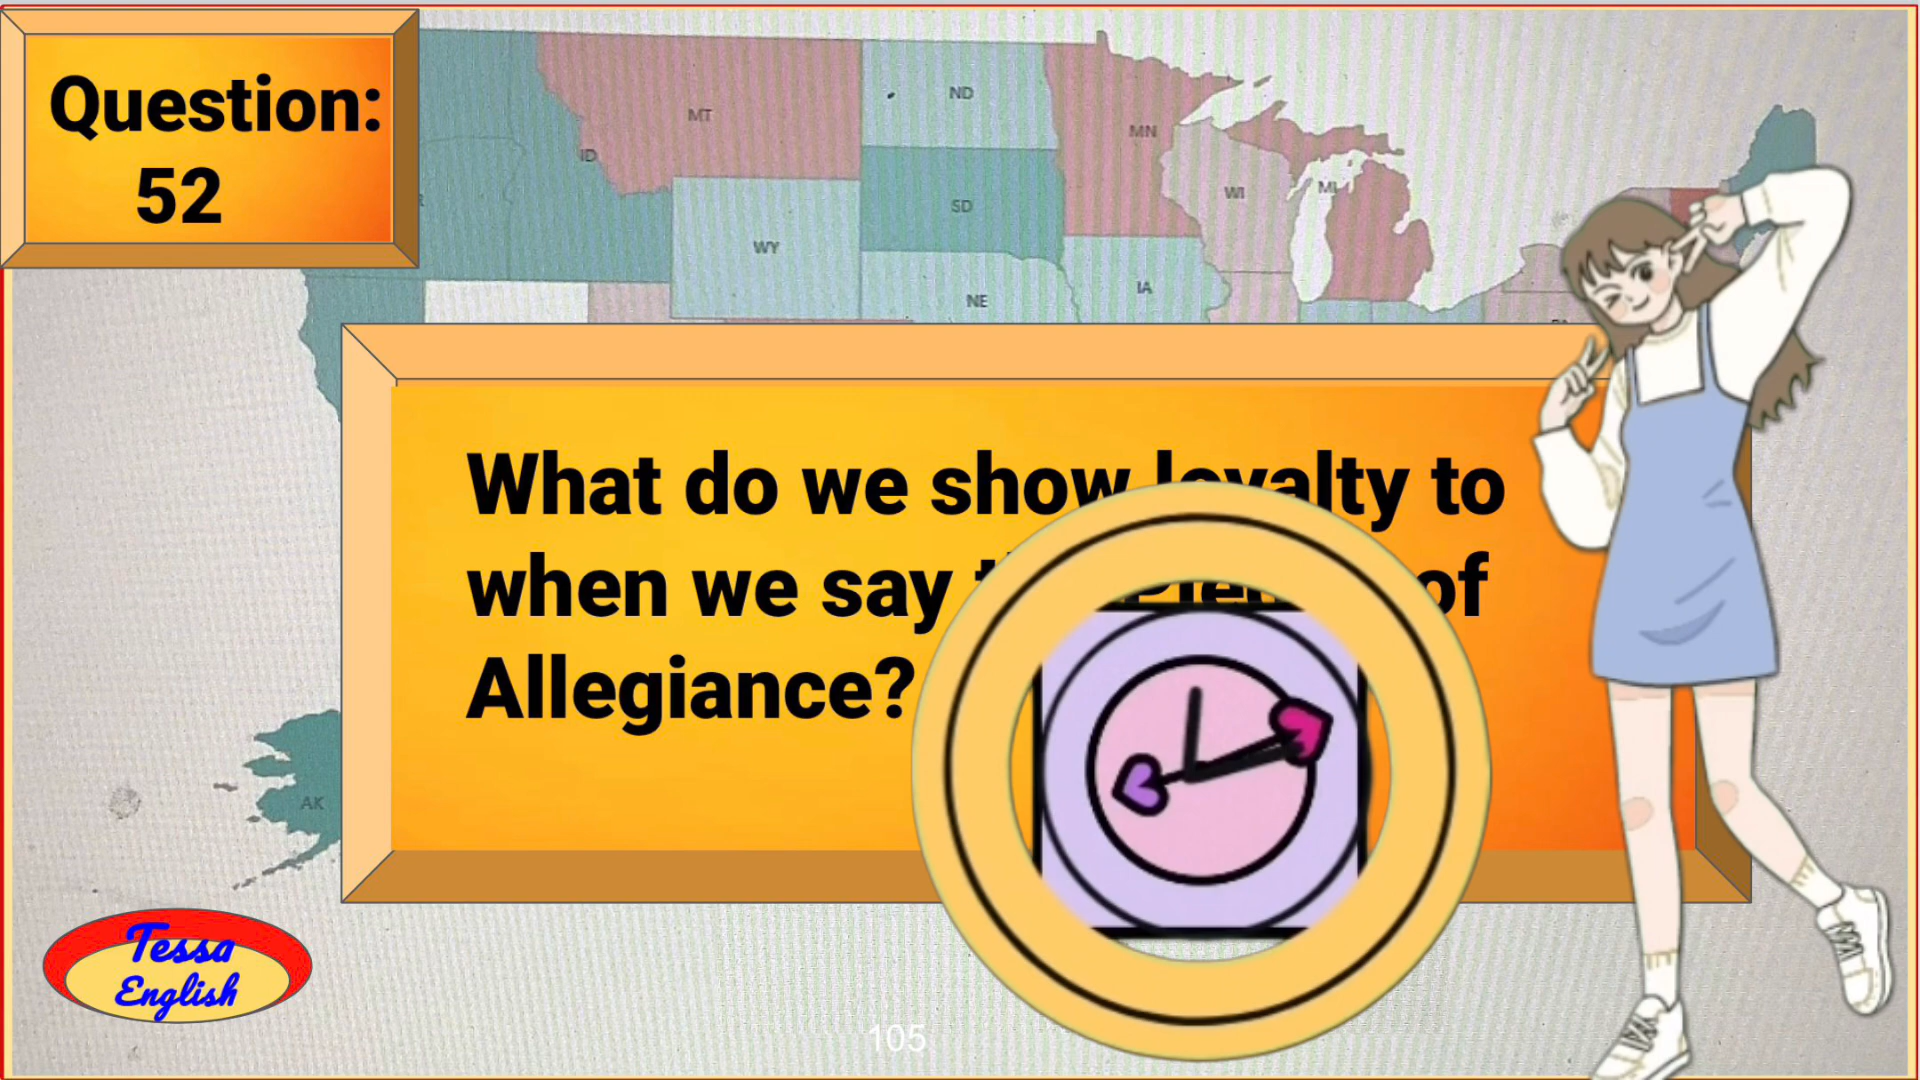 Question:
52
MT
ND
MN
ID
WI
MI
SD
WY
NE
IA
What do we show loyalty to
when we say of
Allegiance?
AK
Tessa
English
105